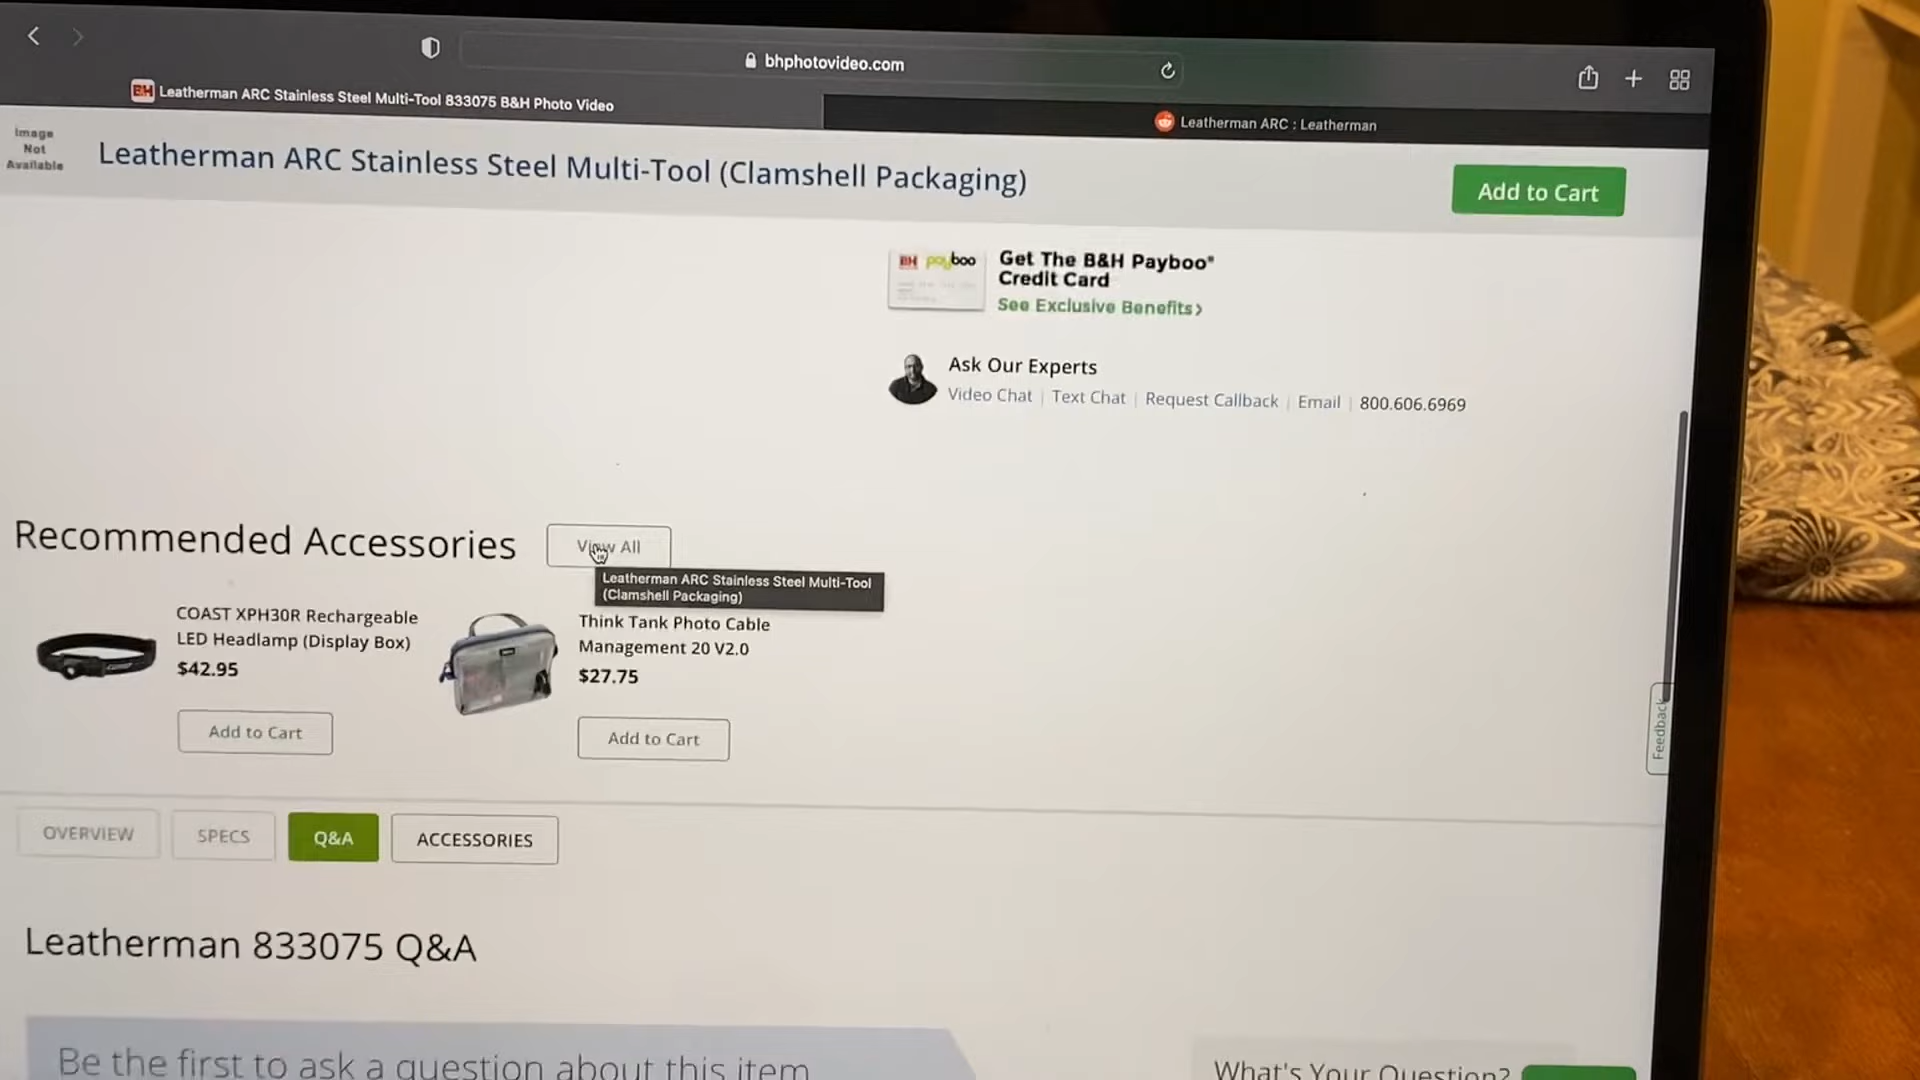 bhphotovideo.com
BH Leatherman ARC Stainless Steel Multi-Tool 833075 B&H Photo Video
Leatherman ARC : Leatherman
Image
Not
Available
Leatherman ARC Stainless Steel Multi-Tool (Clamshell Packaging)
Add to Cart
BH payboo
Get The B&H Payboo®
Credit Card
See Exclusive Benefits›
Ask Our Experts
Video Chat | Text Chat | Request Callback | Email | 800.606.6969
Recommended Accessories
View All
Leatherman ARC Stainless Steel Multi-Tool
(Clamshell Packaging)
COAST XPH30R Rechargeable
LED Headlamp (Display Box)
$42.95
Add to Cart
Think Tank Photo Cable
Management 20 V2.0
$27.75
Add to Cart
Feedback
OVERVIEW
SPECS
Q&A
ACCESSORIES
Leatherman 833075 Q&A
Be the first to ask a question about this item
What's Your Question?